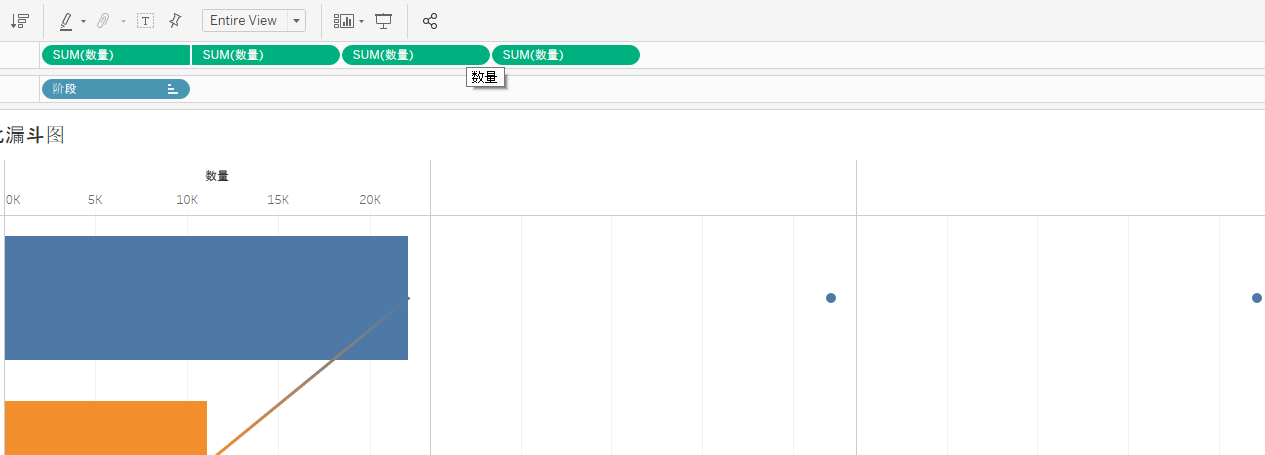 Entire View
SUM(数量) SUM(数量) SUM(数量) SUM(数量)
数量
阶段
漏斗图
数量
0K 5K 10K 15K 20K